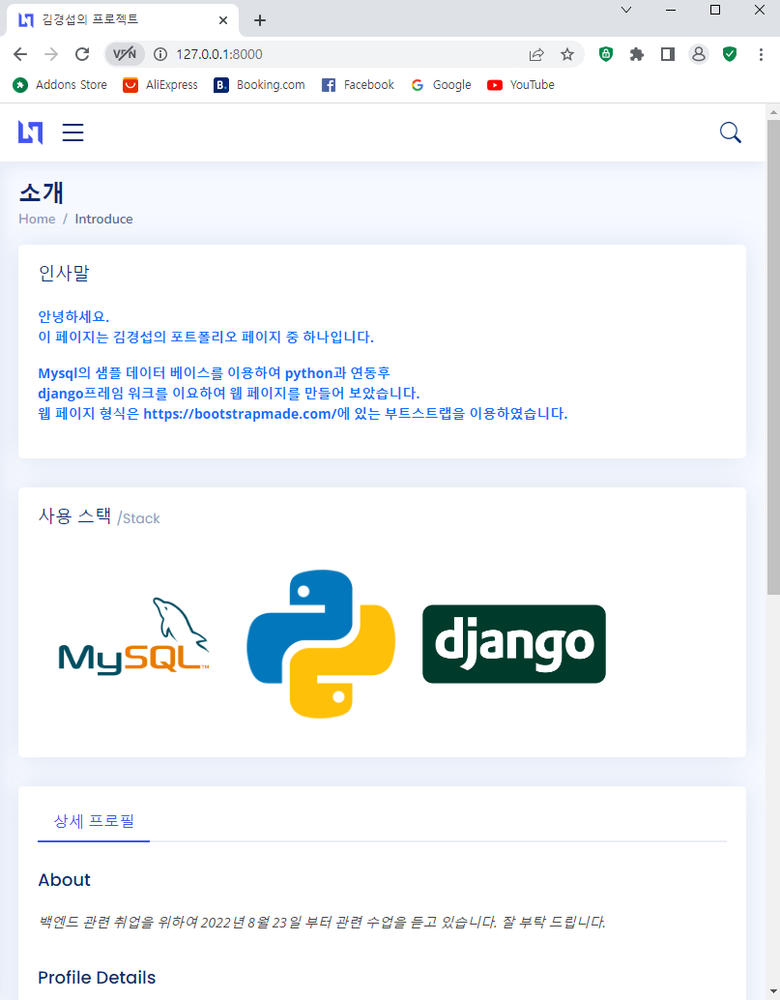 김경섭의 프로젝트
VPN
127.0.0.1:8000
Addons Store
AliExpress
B.
Booking.com
Facebook
Google
YouTube
소개
Home / Introduce
인사말
안녕하세요.
이 페이지는 김경섭의 포트폴리오 페이지 중 하나입니다.
Mysql의 샘플 데이터 베이스를 이용하여 python과 연동후
django프레임 워크를 이요하여 웹 페이지를 만들어 보았습니다.
웹 페이지 형식은 https://bootstrapmade.com/에 있는 부트스트랩을 이용하였습니다.
사용 스택 /Stack
MySQL™
django
상세 프로필
About
백엔드 관련 취업을 위하여 2022년 8월 23일 부터 관련 수업을 듣고 있습니다. 잘 부탁 드립니다.
Profile Details